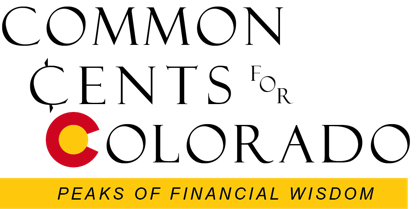 COMMON
CENTS FOR
COLORADO
PEAKS OF FINANCIAL WISDOM